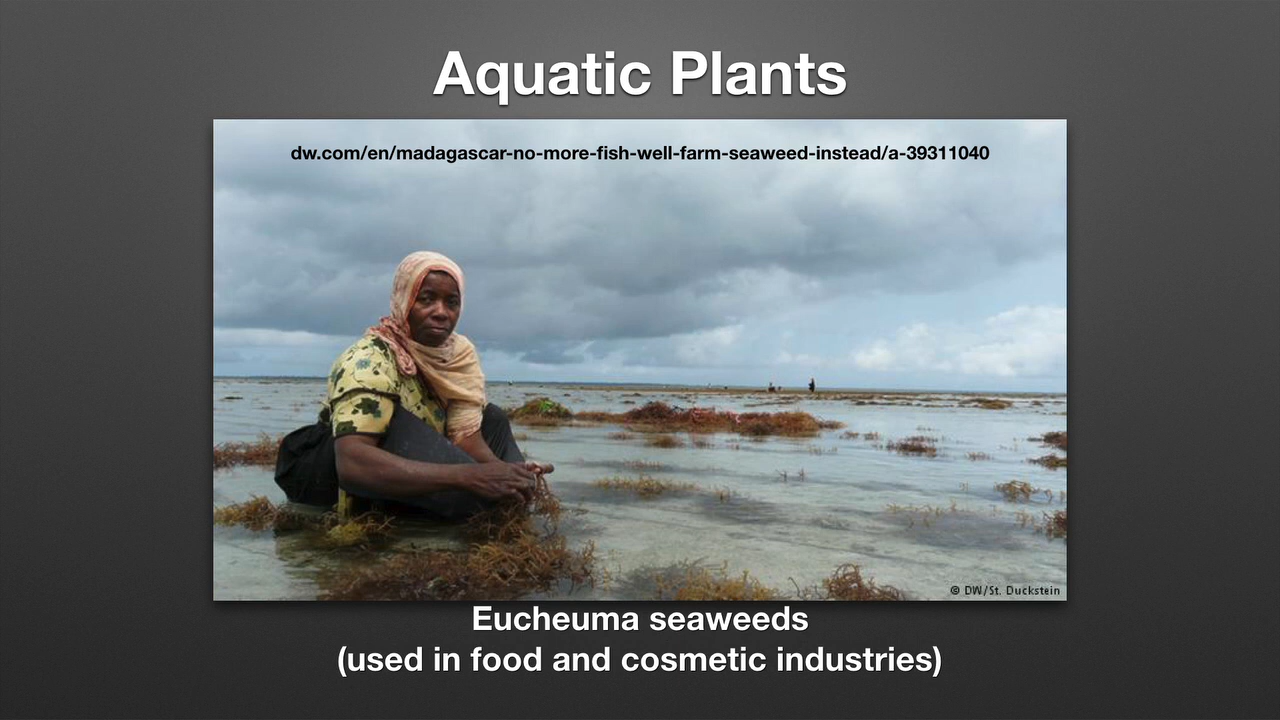 Aquatic Plants
dw.com/en/madagascar-no-more-fish-well-farm-seaweed-instead/a-39311040
© DW/St. Duckstein
Eucheuma seaweeds
(used in food and cosmetic industries)